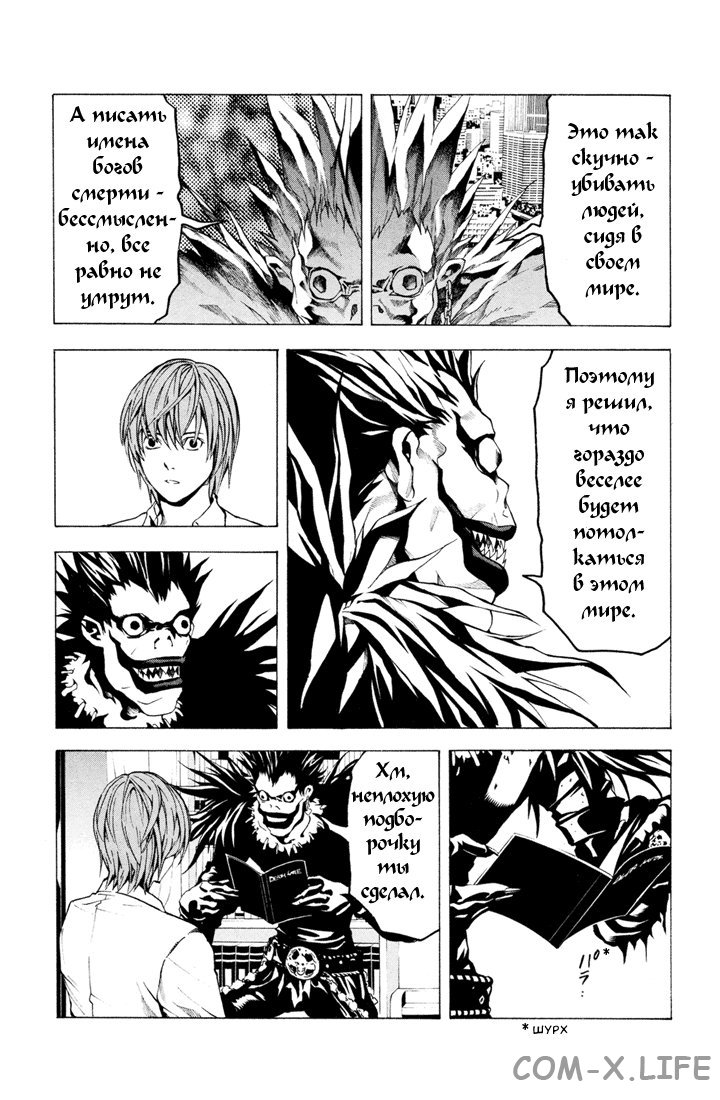 Это так
скучно -
убивать
людей,
сидя в
своем
мире.
А писать
имена
богов
смерти -
бессмыслен-
но, все
равно не
умрут.
Поэтому
я решил,
что
гораздо
веселее
будет
потол-
каться
в этом
мире.
パラ *
* ШУРХ
Хм,
неплохую
подбо-
рочку
ты
сделал.
DEATH NOTE
COM-X.LIFE